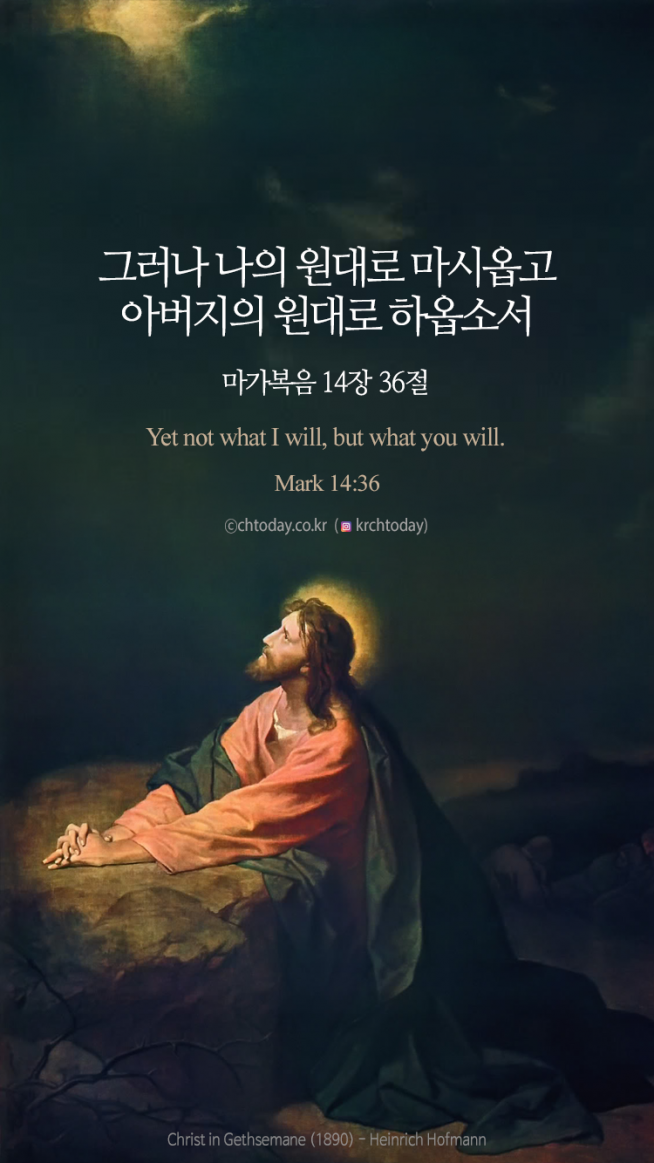 그러나 나의 원대로 마시옵고
아버지의 원대로 하옵소서
마가복음 14장 36절
Yet not what I will, but what you will.
Mark 14:36
©chtoday.co.kr (krchtoday)
Christ in Gethsemane (1890) - Heinrich Hofmann